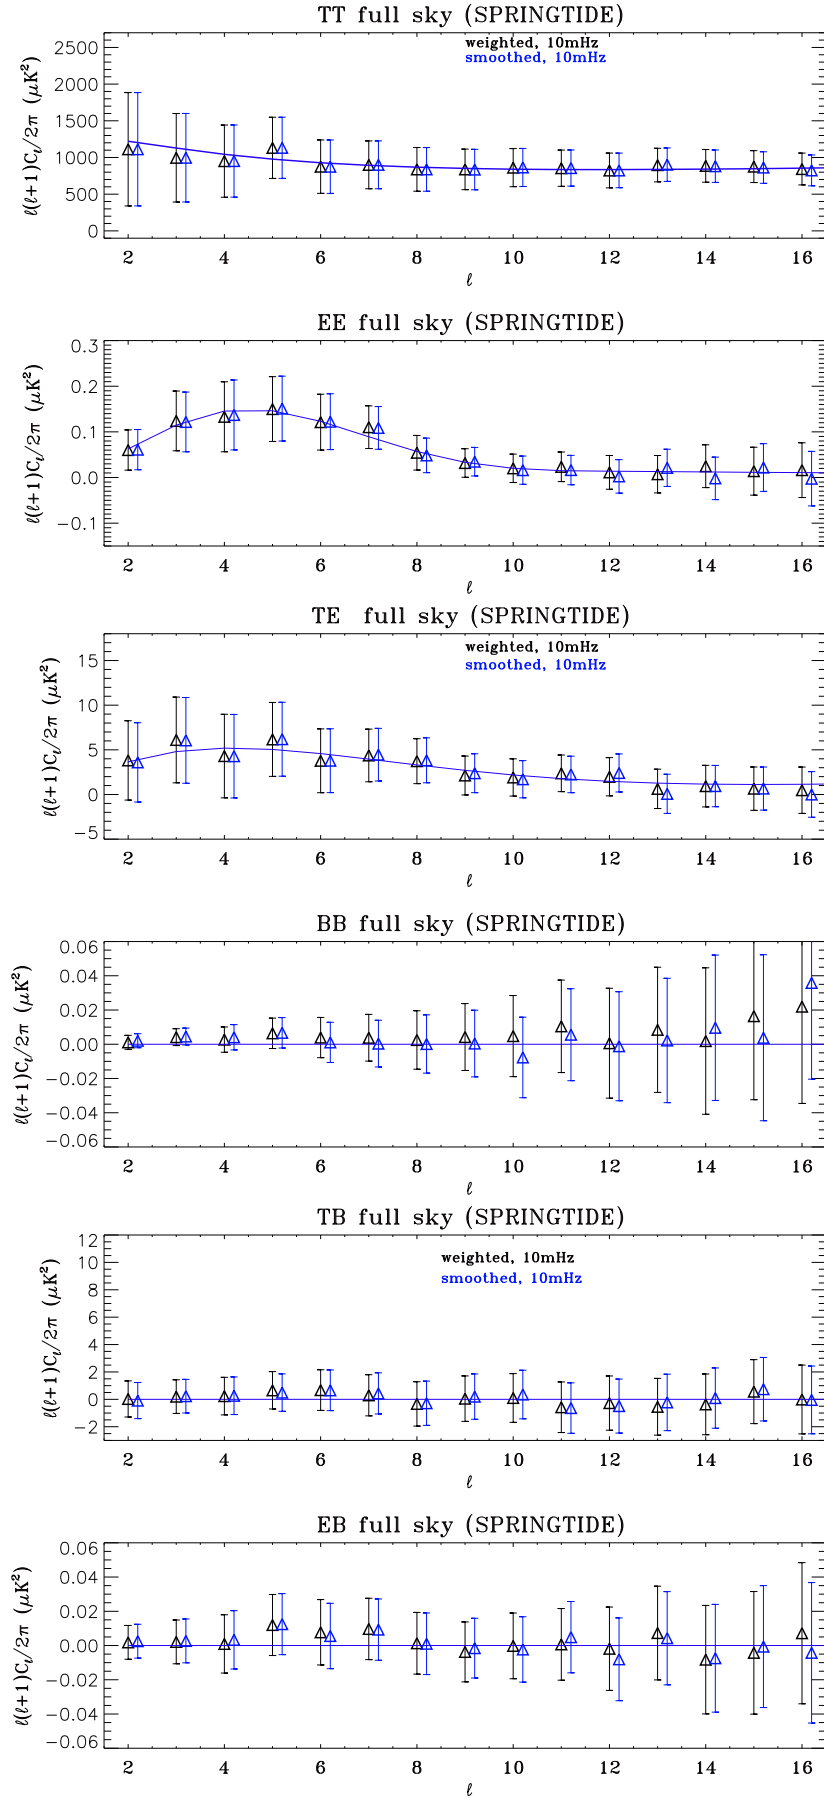 TT full sky (SPRINGTIDE)
weighted, 10mHz
smoothed, 10mHz
ℓ(ℓ+1)Cℓ/2π (μK²)
2500
2000
1500
1000
500
0
2 4 6 8 10 12 14 16
ℓ
EE full sky (SPRINGTIDE)
ℓ(ℓ+1)Cℓ/2π (μK²)
0.3
0.2
0.1
0.0
−0.1
2 4 6 8 10 12 14 16
ℓ
TE full sky (SPRINGTIDE)
weighted, 10mHz
smoothed, 10mHz
ℓ(ℓ+1)Cℓ/2π (μK²)
15
10
5
0
−5
2 4 6 8 10 12 14 16
ℓ
BB full sky (SPRINGTIDE)
ℓ(ℓ+1)Cℓ/2π (μK²)
0.06
0.04
0.02
0.00
−0.02
−0.04
−0.06
2 4 6 8 10 12 14 16
ℓ
TB full sky (SPRINGTIDE)
weighted, 10mHz
smoothed, 10mHz
ℓ(ℓ+1)Cℓ/2π (μK²)
12
10
8
6
4
2
0
−2
2 4 6 8 10 12 14 16
ℓ
EB full sky (SPRINGTIDE)
ℓ(ℓ+1)Cℓ/2π (μK²)
0.06
0.04
0.02
0.00
−0.02
−0.04
−0.06
2 4 6 8 10 12 14 16
ℓ